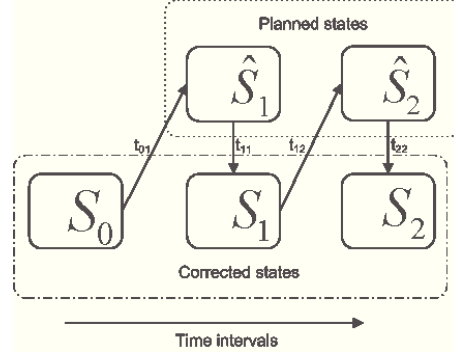 Planned states
Ŝ1 Ŝ2
t01 t11 t12 t22
S0 S1 S2
Corrected states
Time intervals